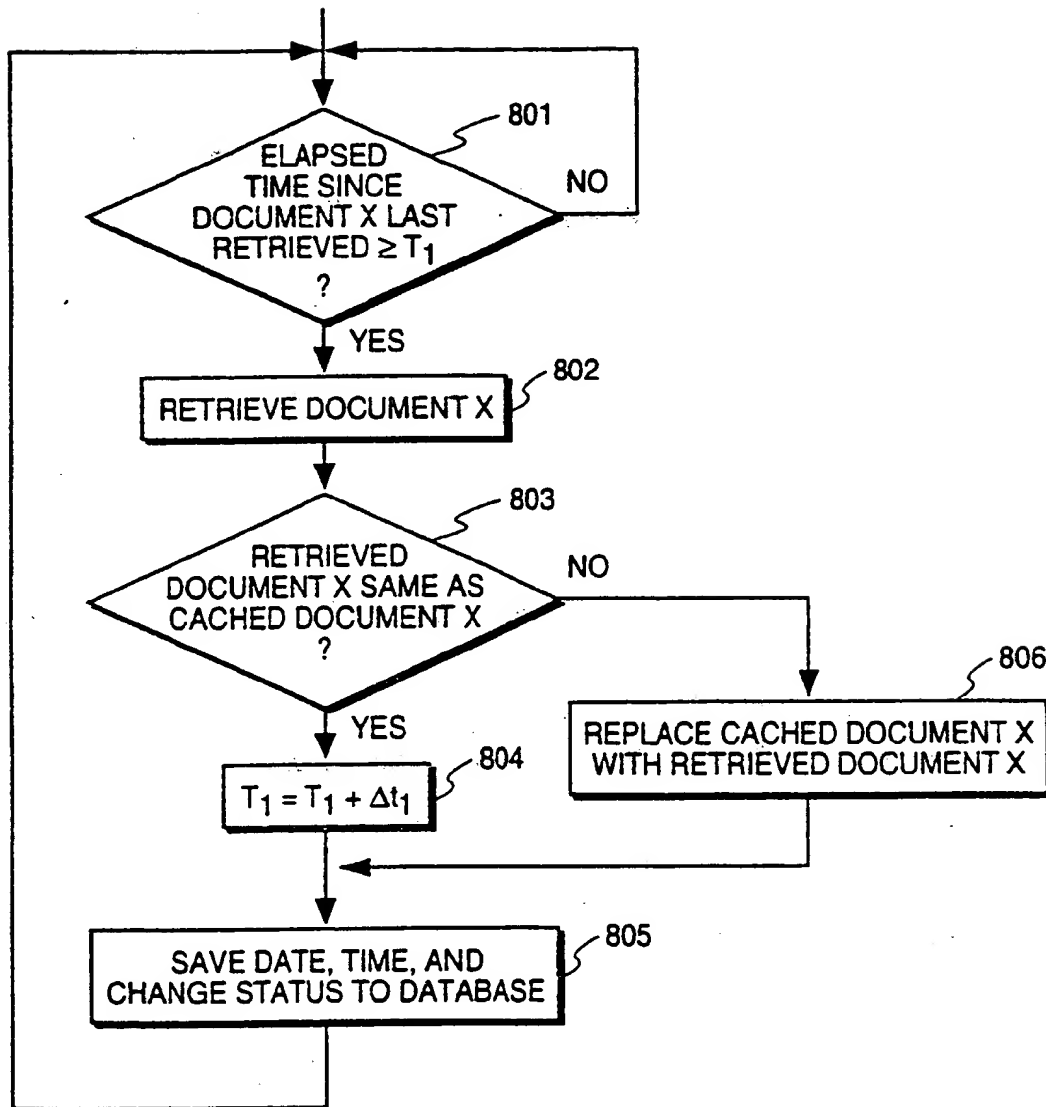 801
ELAPSED
TIME SINCE
DOCUMENT X LAST
RETRIEVED ≥ T₁
?
NO
YES
802
RETRIEVE DOCUMENT X
803
RETRIEVED
DOCUMENT X SAME AS
CACHED DOCUMENT X
?
NO
YES
806
REPLACE CACHED DOCUMENT X
WITH RETRIEVED DOCUMENT X
804
T₁ = T₁ + Δt₁
805
SAVE DATE, TIME, AND
CHANGE STATUS TO DATABASE